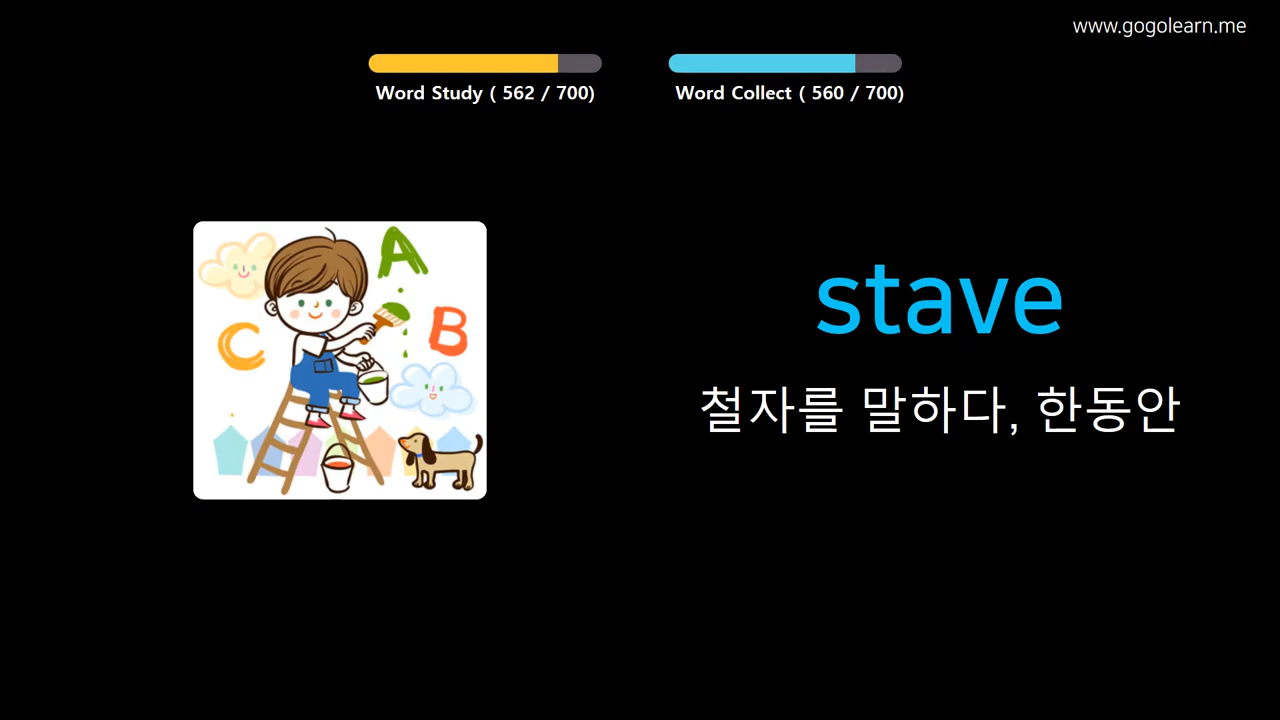 www.gogolearn.me
Word Study ( 562 / 700)
Word Collect ( 560 / 700)
A
B
C
stave
철자를 말하다, 한동안